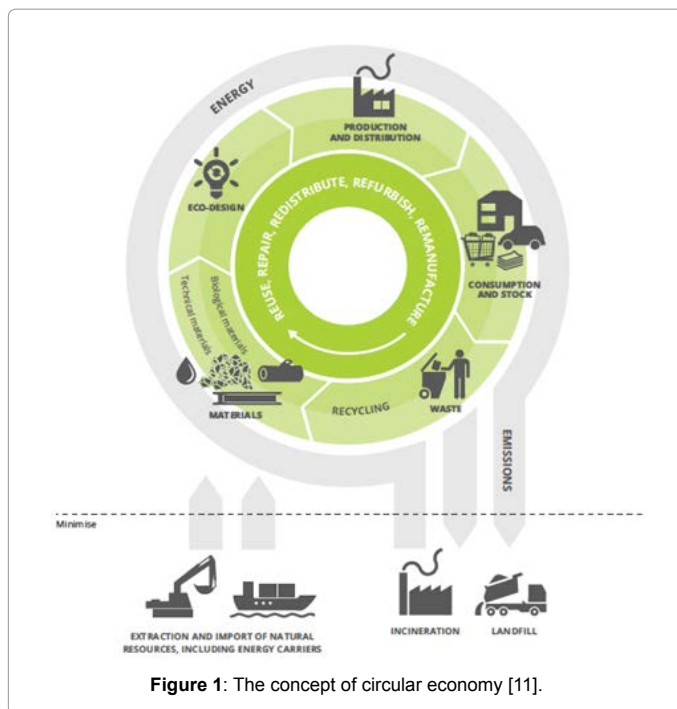 ENERGY
PRODUCTION
AND DISTRIBUTION
ECO-DESIGN
REUSE, REPAIR, REDISTRIBUTE, REFURBISH, REMANUFACTURE
CONSUMPTION
AND STOCK
Technical materials
Biological materials
MATERIALS
RECYCLING
WASTE
EMISSIONS
Minimise
EXTRACTION AND IMPORT OF NATURAL
RESOURCES, INCLUDING ENERGY CARRIERS
INCINERATION
LANDFILL
Figure 1: The concept of circular economy [11].